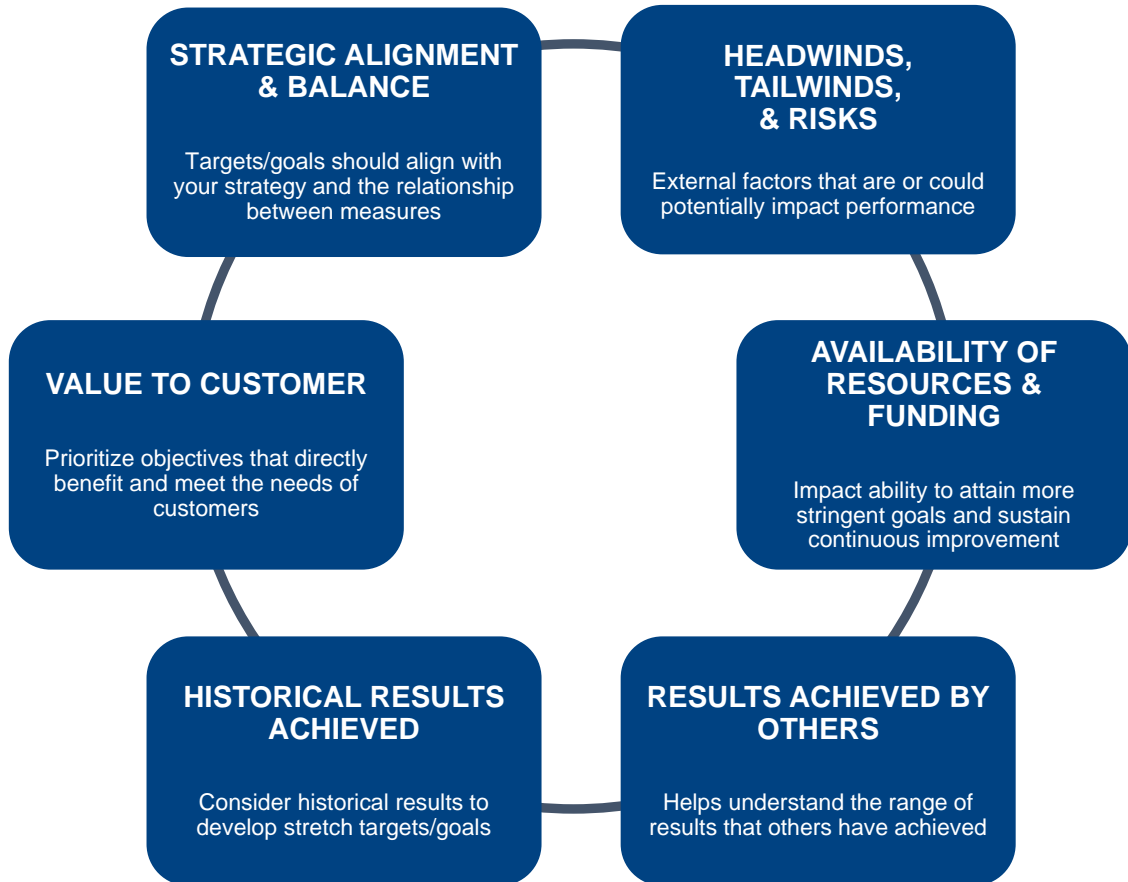 STRATEGIC ALIGNMENT
& BALANCE
Targets/goals should align with
your strategy and the relationship
between measures
HEADWINDS,
TAILWINDS,
& RISKS
External factors that are or could
potentially impact performance
VALUE TO CUSTOMER
Prioritize objectives that directly
benefit and meet the needs of
customers
AVAILABILITY OF
RESOURCES &
FUNDING
Impact ability to attain more
stringent goals and sustain
continuous improvement
HISTORICAL RESULTS
ACHIEVED
Consider historical results to
develop stretch targets/goals
RESULTS ACHIEVED BY
OTHERS
Helps understand the range of
results that others have achieved